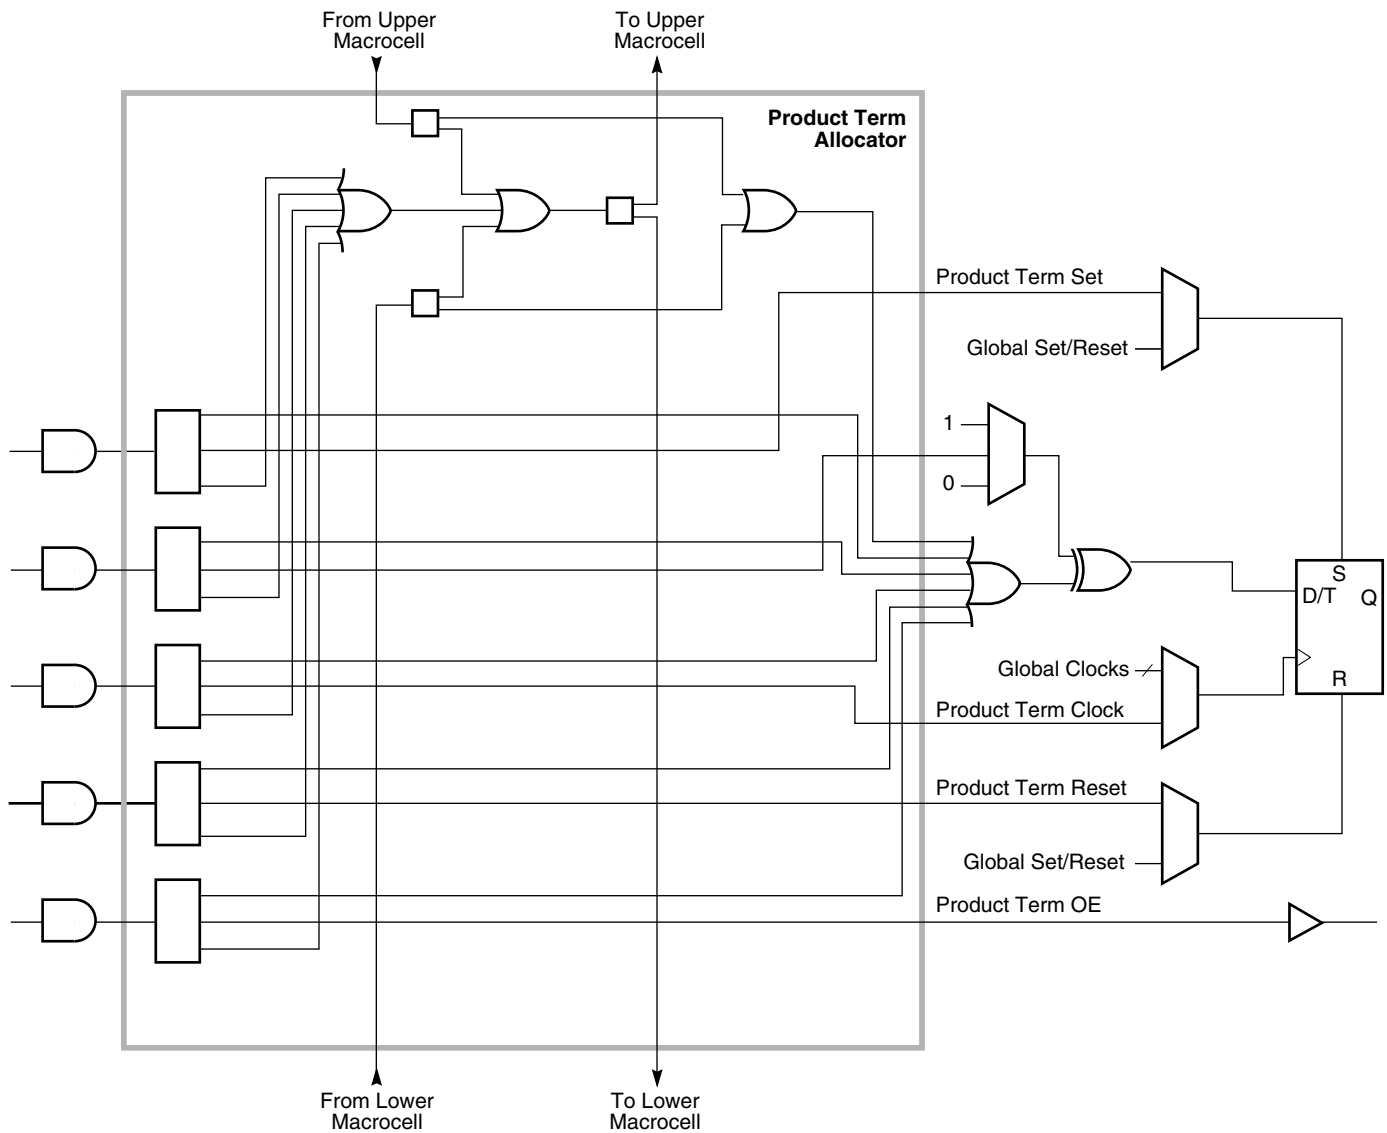 From Upper
Macrocell
To Upper
Macrocell
Product Term
Allocator
Product Term Set
Global Set/Reset
1
0
S
D/T
Q
R
Global Clocks
Product Term Clock
Product Term Reset
Global Set/Reset
Product Term OE
From Lower
Macrocell
To Lower
Macrocell